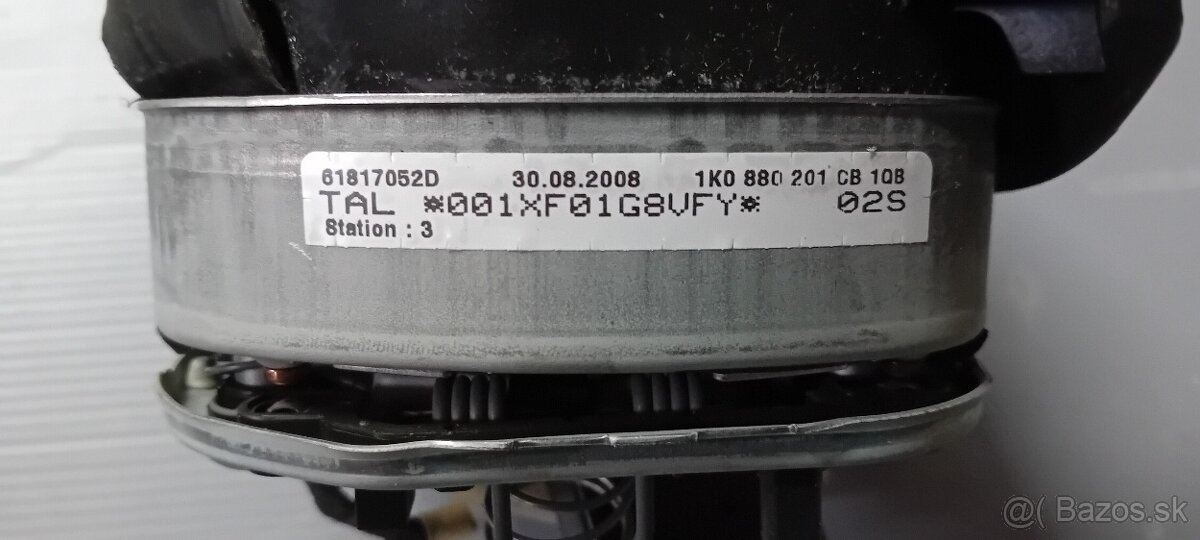 61817052D 30.08.2008 1K0 880 201 CB 1QB
TAL *001XF01G8VFY* 02S
Station : 3
@( Bazos.sk